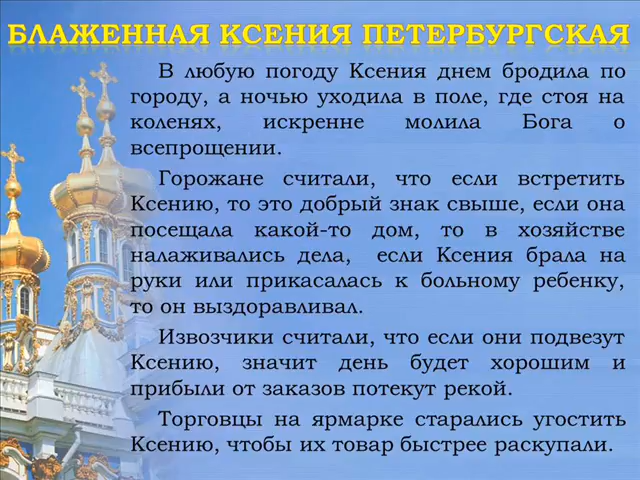 БЛАЖЕННАЯ КСЕНИЯ ПЕТЕРБУРГСКАЯ
В любую погоду Ксения днем бродила по
городу, а ночью уходила в поле, где стоя на
коленях, искренне молила Бога о
всепрощении.
Горожане считали, что если встретить
Ксению, то это добрый знак свыше, если она
посещала какой-то дом, то в хозяйстве
налаживались дела, если Ксения брала на
руки или прикасалась к больному ребенку,
то он выздоравливал.
Извозчики считали, что если они подвезут
Ксению, значит день будет хорошим и
прибыли от заказов потекут рекой.
Торговцы на ярмарке старались угостить
Ксению, чтобы их товар быстрее раскупали.